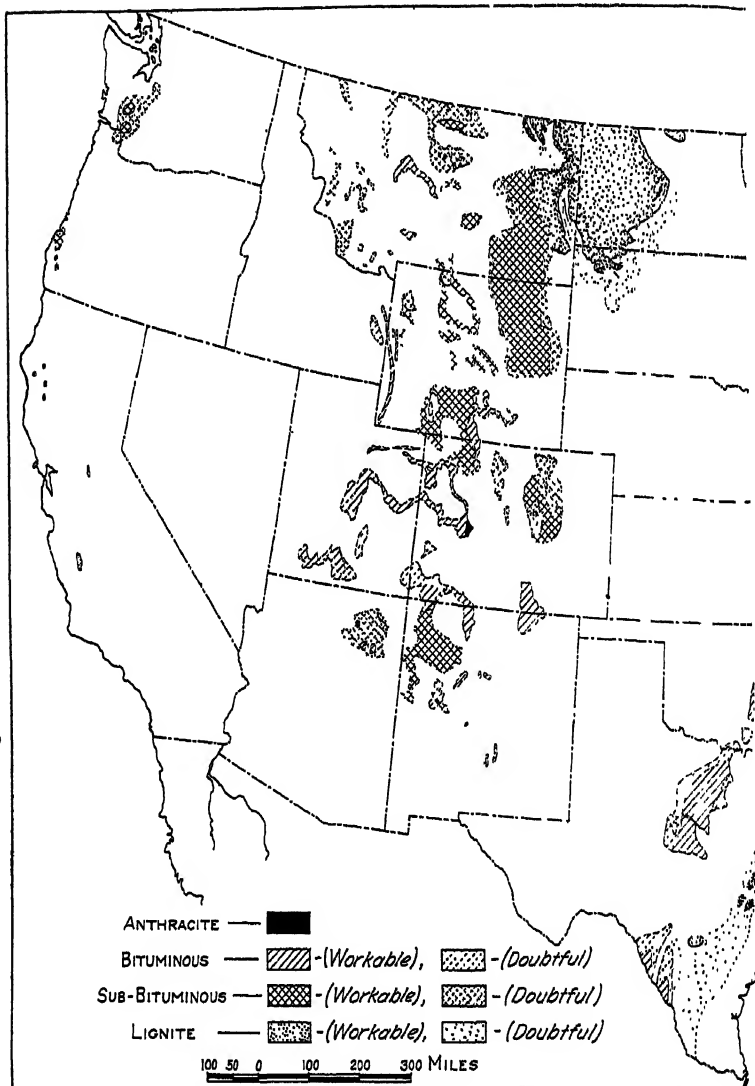 ANTHRACITE
BITUMINOUS -(Workable), -(Doubtful)
SUB-BITUMINOUS -(Workable), -(Doubtful)
LIGNITE -(Workable), -(Doubtful)
100 50 0 100 200 300 MILES